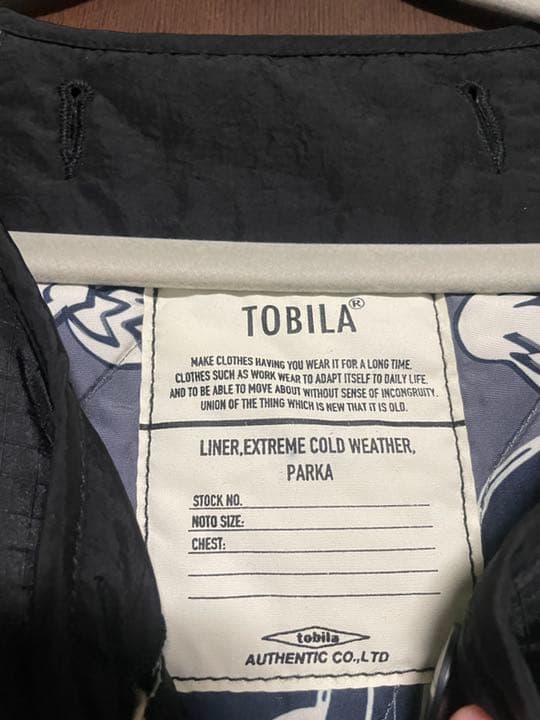 TOBILA®
MAKE CLOTHES HAVING YOU WEAR IT FOR A LONG TIME.
CLOTHES SUCH AS WORK WEAR TO ADAPT ITSELF TO DAILY LIFE.
AND TO BE ABLE TO MOVE ABOUT WITHOUT SENSE OF INCONGRUITY.
UNION OF THE THING WHICH IS NEW THAT IT IS OLD.
LINER,EXTREME COLD WEATHER,
PARKA
STOCK NO.
NOTO SIZE:
CHEST:
tobila
AUTHENTIC CO.,LTD